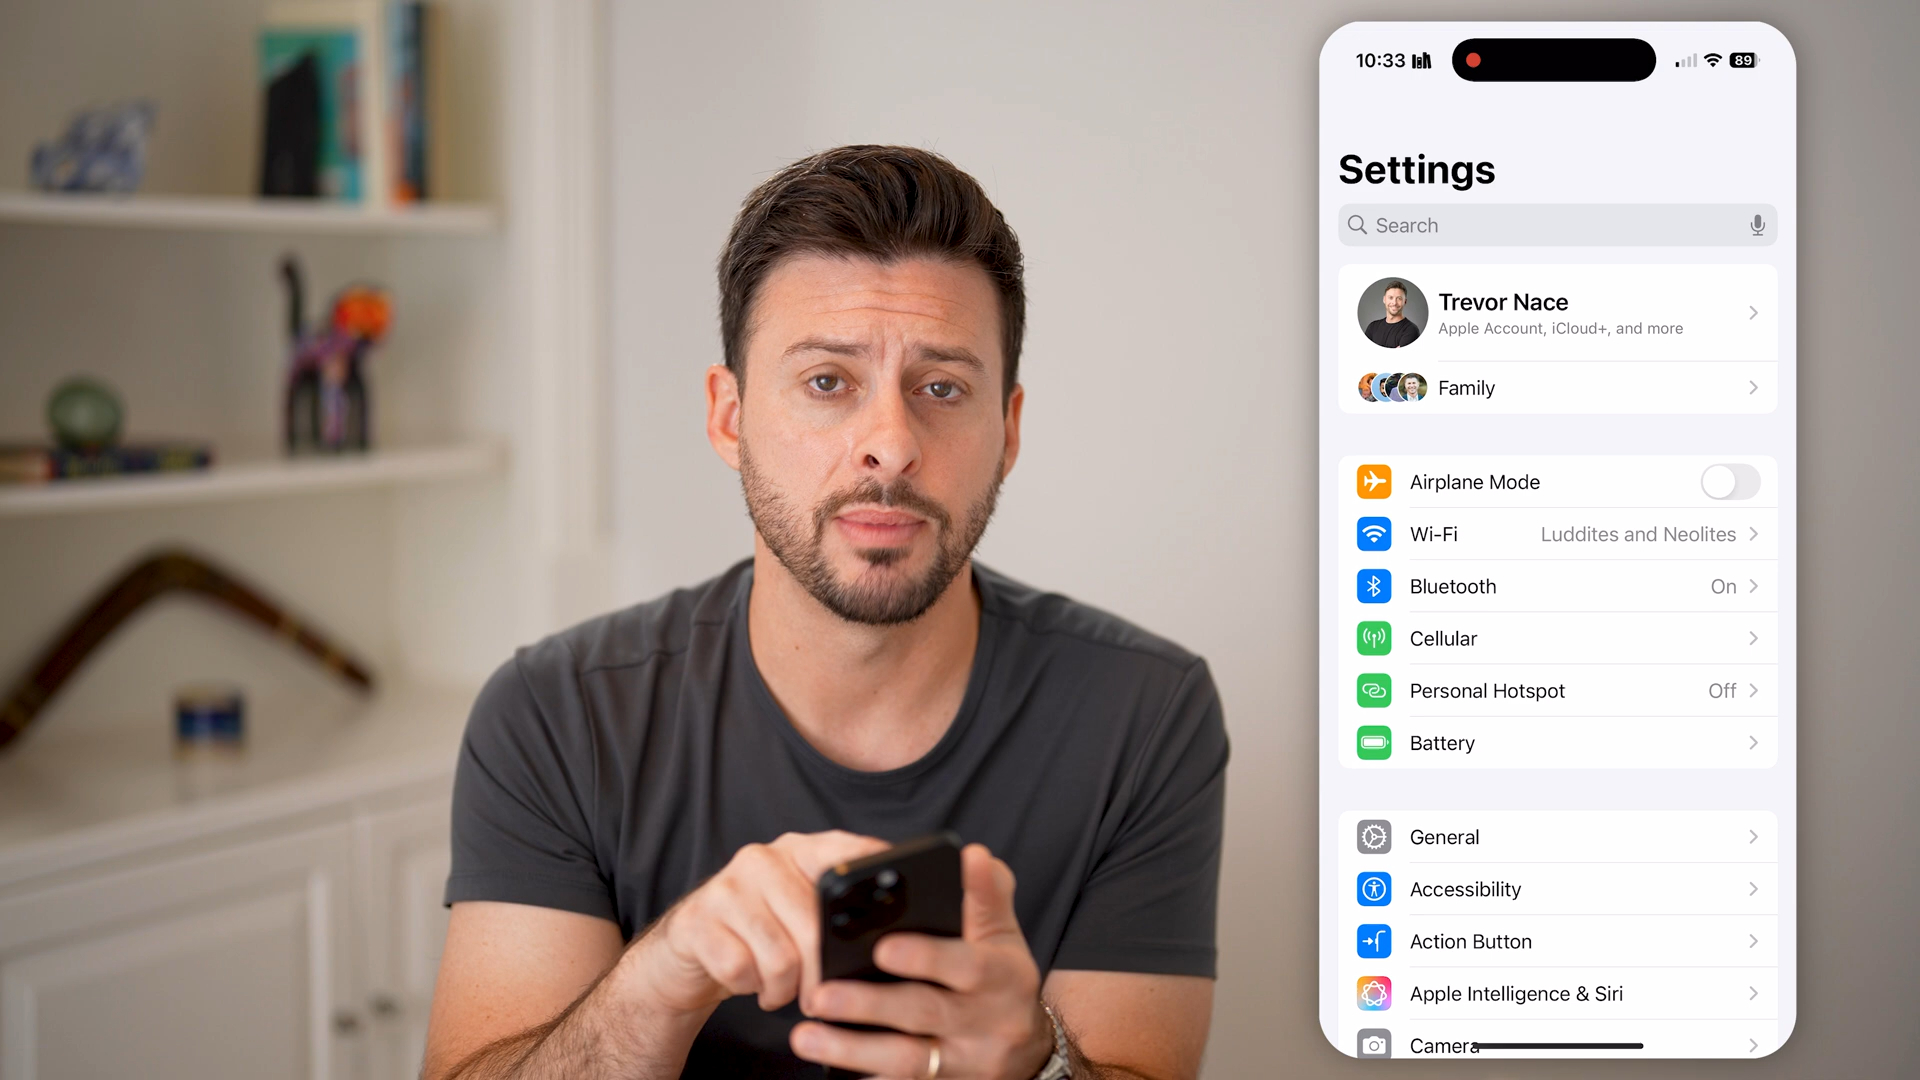 10:33
89
Settings
Search
Trevor Nace
Apple Account, iCloud+, and more
Family
Airplane Mode
Wi-Fi Luddites and Neolites
Bluetooth On
Cellular
Personal Hotspot Off
Battery
General
Accessibility
Action Button
Apple Intelligence & Siri
Camera